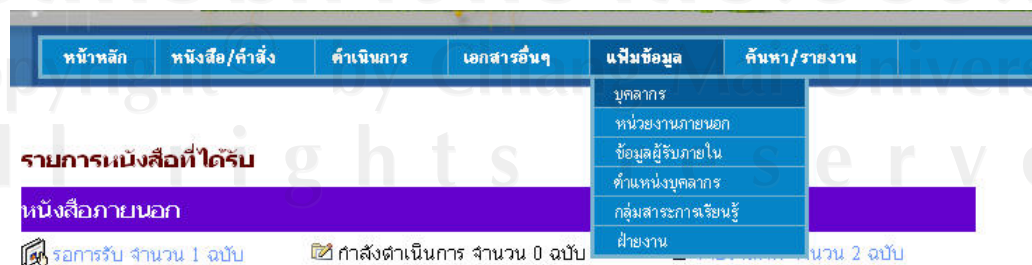 หน้าหลัก หนังสือ/คำสั่ง ดำเนินการ เอกสารอื่นๆ แฟ้มข้อมูล ค้นหา/รายงาน
บุคลากร
หน่วยงานภายนอก
ข้อมูลผู้รับภายใน
ตำแหน่งบุคลากร
กลุ่มสาระการเรียนรู้
ฝ่ายงาน
รายการหนังสือที่ได้รับ
หนังสือภายนอก
รอการรับ จำนวน 1 ฉบับ กำลังดำเนินการ จำนวน 0 ฉบับ จำนวน 2 ฉบับ
by Chiang Mai Univers
rights